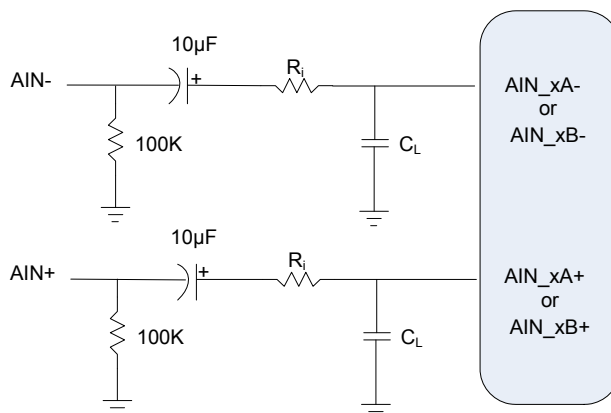 10µF
AIN-
+
Ri
100K
CL
AIN_xA-
or
AIN_xB-
10µF
AIN+
+
Ri
100K
CL
AIN_xA+
or
AIN_xB+